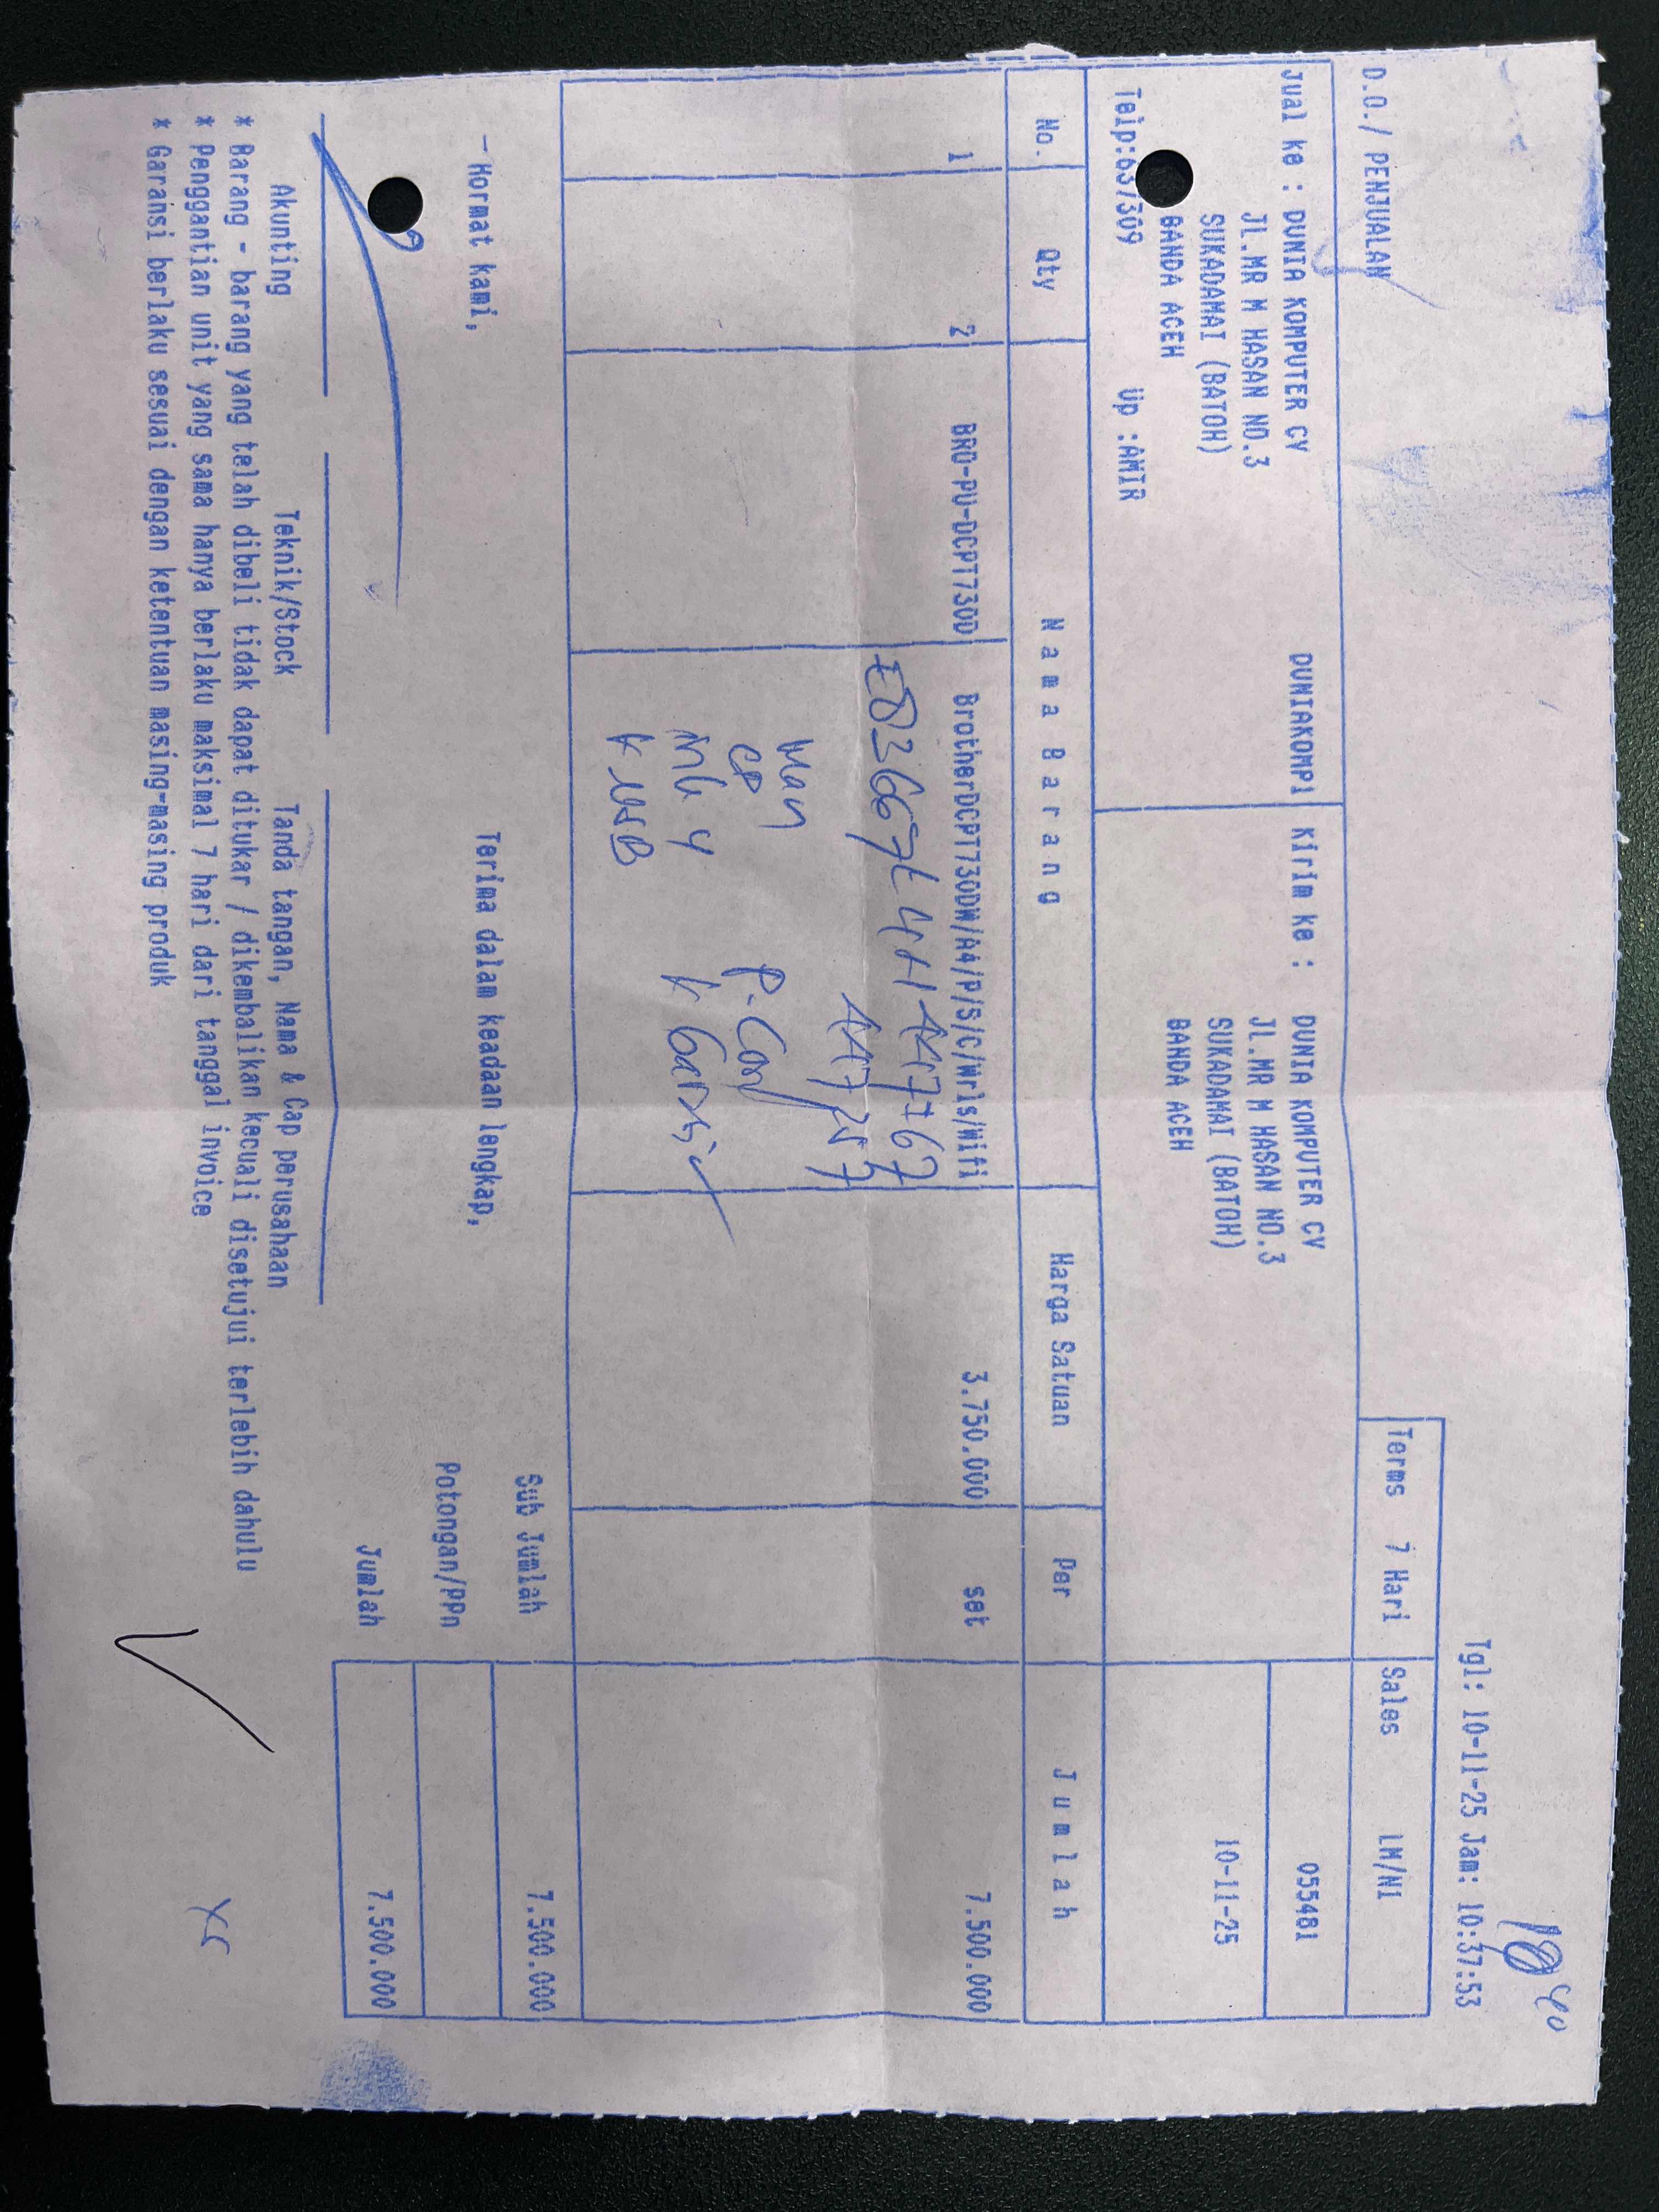 Tgl: 10-11-25 Jam: 10:37:53
D.O./ PENJUALAN
Terms 7 Hari Sales LM/N1
Jual ke : DUNIA KOMPUTER CV DUNIAKOMP1 Kirim ke : DUNIA KOMPUTER CV 055481
JL.MR M HASAN NO.3 JL.MR M HASAN NO.3
SUKADAMAI (BATOH) SUKADAMAI (BATOH) 10-11-25
BANDA ACEH BANDA ACEH
Telp:637309 Up :AMIR
No. Qty Nama Barang Harga Satuan Per Jumlah
1 2 BRO-PU-DCPT730D BrotherDCPT730DW/A4/P/S/C/Wrls/Wifi 3.750.000 set 7.500.000
Man
CD P. Cord
K USB
Sub Jumlah 7.500.000
Hormat kami, Terima dalam keadaan lengkap,
Potongan/PPn
Jumlah 7.500.000
Akunting Teknik/Stock Tanda tangan, Nama & Cap perusahaan
* Barang - barang yang telah dibeli tidak dapat ditukar / dikembalikan kecuali disetujui terlebih dahulu
* Penggantian unit yang sama hanya berlaku maksimal 7 hari dari tanggal invoice
* Garansi berlaku sesuai dengan ketentuan masing-masing produk